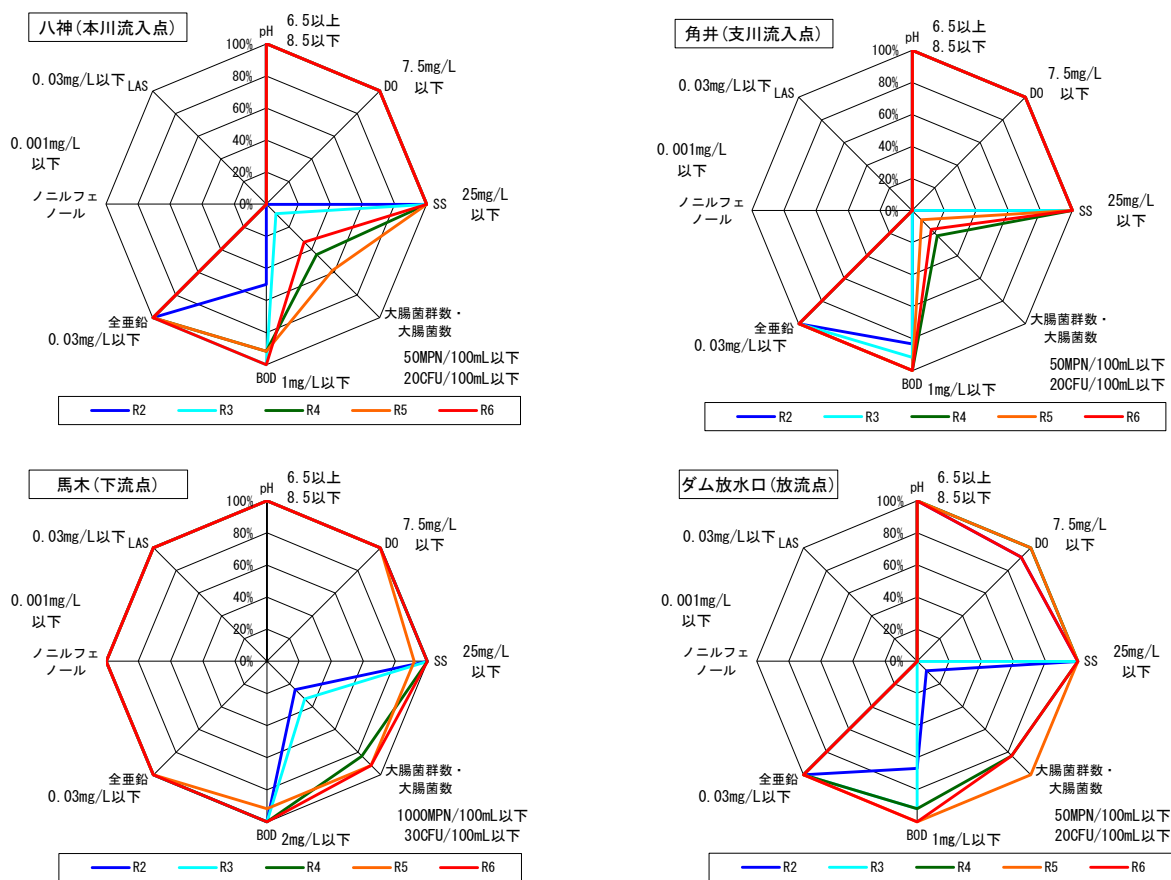 八神(本川流入点)
6.5以上
8.5以下
pH
7.5mg/L
以下
DO
25mg/L
以下
SS
大腸菌群数・
大腸菌数
50MPN/100mL以下
20CFU/100mL以下
BOD
1mg/L以下
全亜鉛
0.03mg/L以下
ノニルフェ
ノール
0.001mg/L
以下
LAS
0.03mg/L以下
100%
80%
60%
40%
20%
0%
R2 R3 R4 R5 R6
角井(支川流入点)
6.5以上
8.5以下
pH
7.5mg/L
以下
DO
25mg/L
以下
SS
大腸菌群数・
大腸菌数
50MPN/100mL以下
20CFU/100mL以下
BOD
1mg/L以下
全亜鉛
0.03mg/L以下
ノニルフェ
ノール
0.001mg/L
以下
LAS
0.03mg/L以下
100%
80%
60%
40%
20%
0%
R2 R3 R4 R5 R6
馬木(下流点)
6.5以上
8.5以下
pH
7.5mg/L
以下
DO
25mg/L
以下
SS
大腸菌群数・
大腸菌数
1000MPN/100mL以下
30CFU/100mL以下
BOD
2mg/L以下
全亜鉛
0.03mg/L以下
ノニルフェ
ノール
0.001mg/L
以下
LAS
0.03mg/L以下
100%
80%
60%
40%
20%
0%
R2 R3 R4 R5 R6
ダム放水口(放流点)
6.5以上
8.5以下
pH
7.5mg/L
以下
DO
25mg/L
以下
SS
大腸菌群数・
大腸菌数
50MPN/100mL以下
20CFU/100mL以下
BOD
1mg/L以下
全亜鉛
0.03mg/L以下
ノニルフェ
ノール
0.001mg/L
以下
LAS
0.03mg/L以下
100%
80%
60%
40%
20%
0%
R2 R3 R4 R5 R6